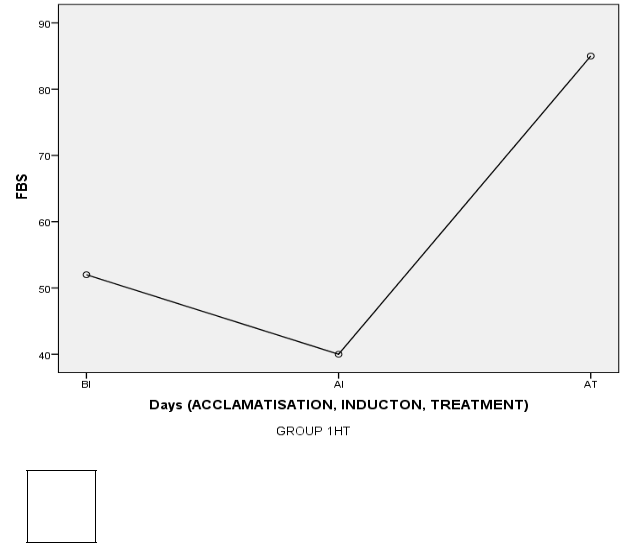 90
80
70
60
50
40
FBS
BI AI AT
Days (ACCLAMATISATION, INDUCTON, TREATMENT)
GROUP 1HT